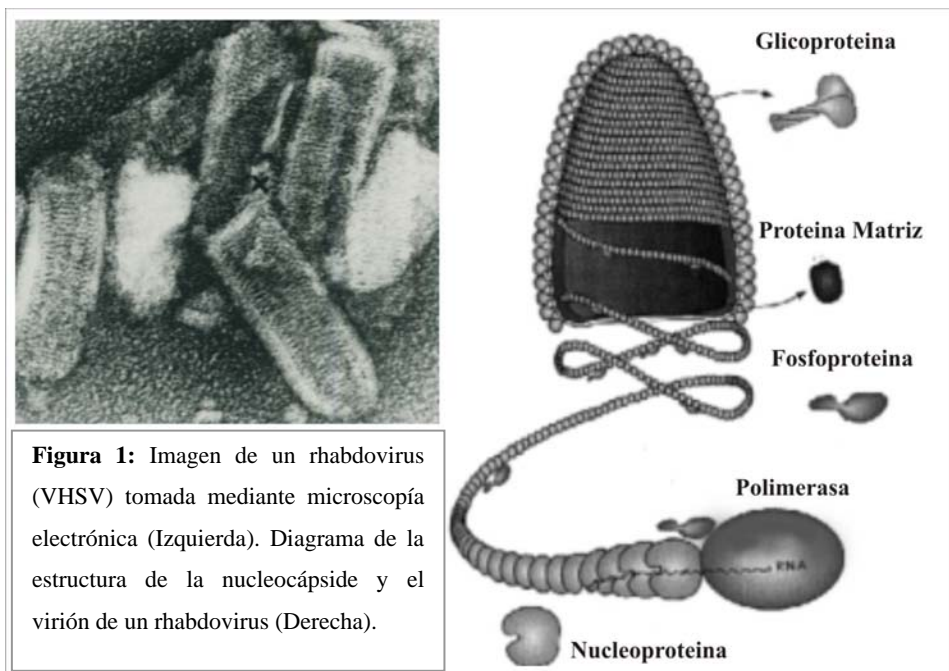 Glicoproteina
Proteina Matriz
Fosfoproteina
Polimerasa
RNA
Nucleoproteina
Figura 1: Imagen de un rhabdovirus
(VHSV) tomada mediante microscopía
electrónica (Izquierda). Diagrama de la
estructura de la nucleocápside y el
virión de un rhabdovirus (Derecha).